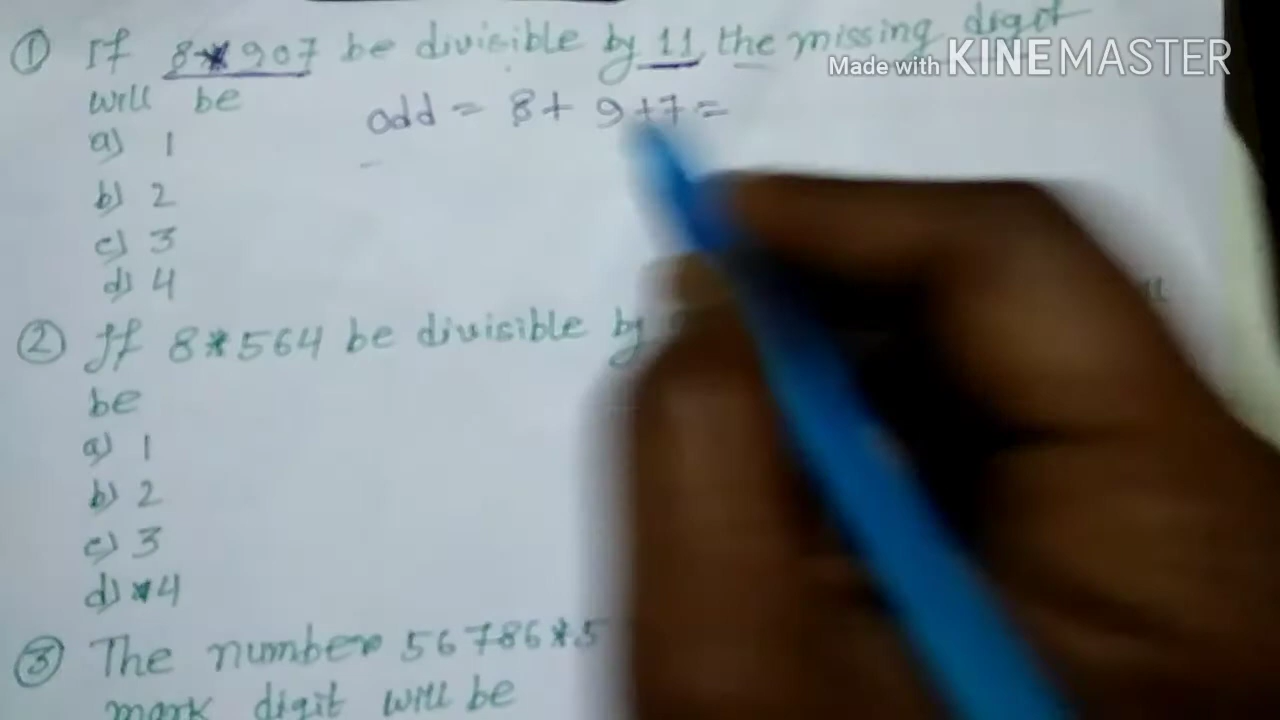 ① If 8*907 be divisible by 11 the missing digit
Made with KINEMASTER
will be
odd = 8+ 9+7=
a) 1
b) 2
c) 3
d) 4
② If 8*564 be divisible by
be
a) 1
b) 2
c) 3
d) 4
③ The number 56786*5
mark digit will be